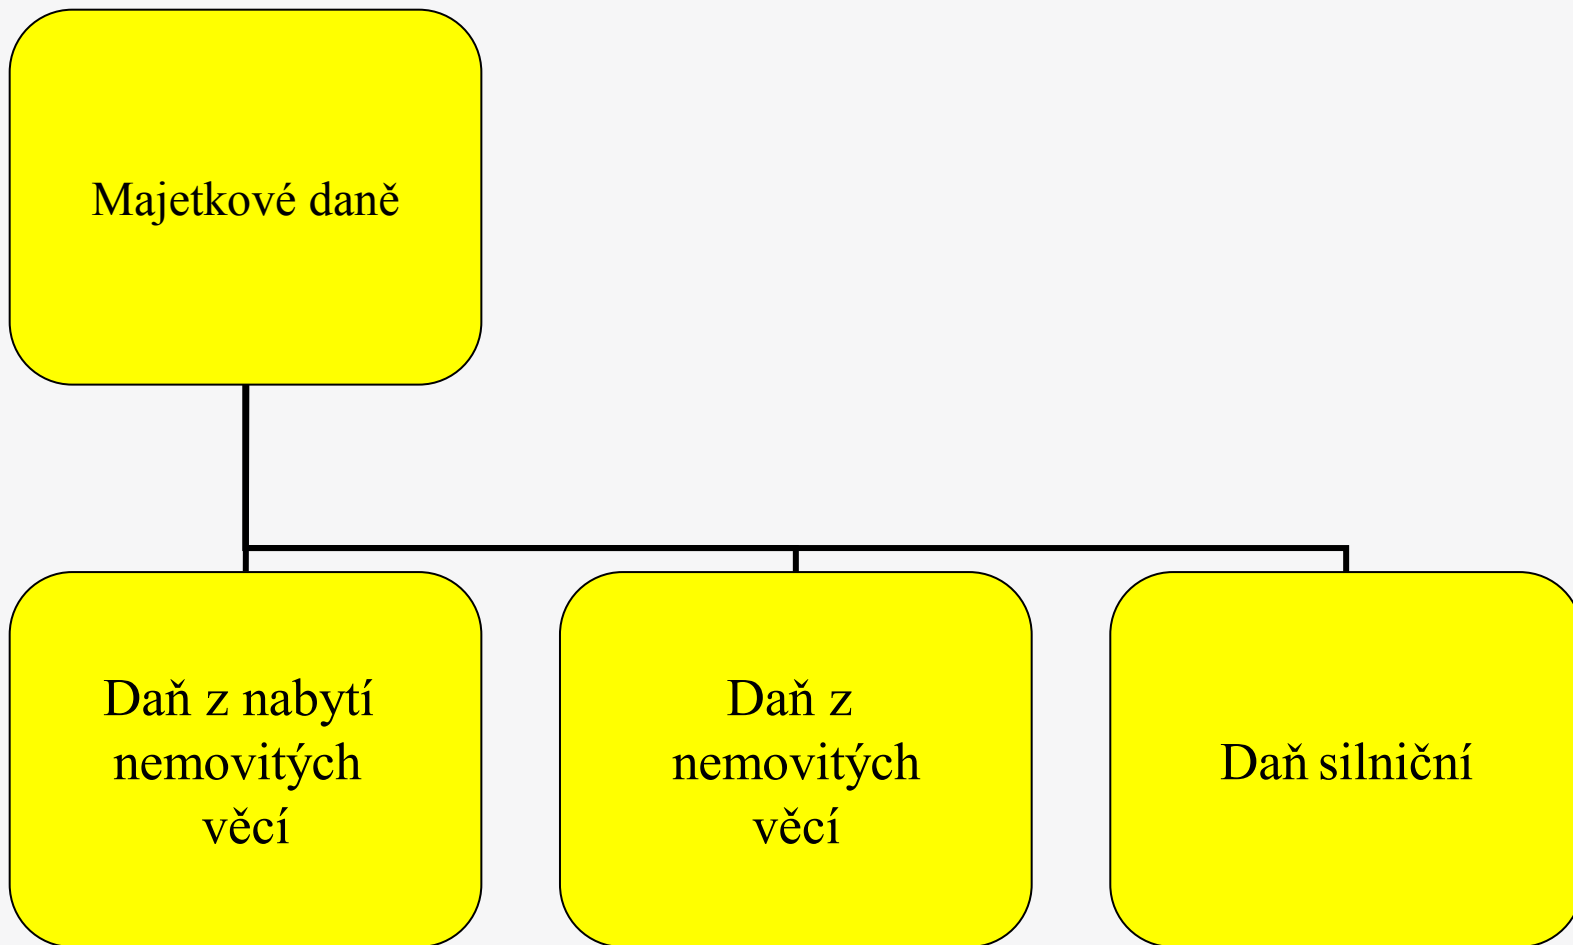 Majetkové daně
Daň z nabytí
nemovitých
věcí
Daň z
nemovitých
věcí
Daň silniční